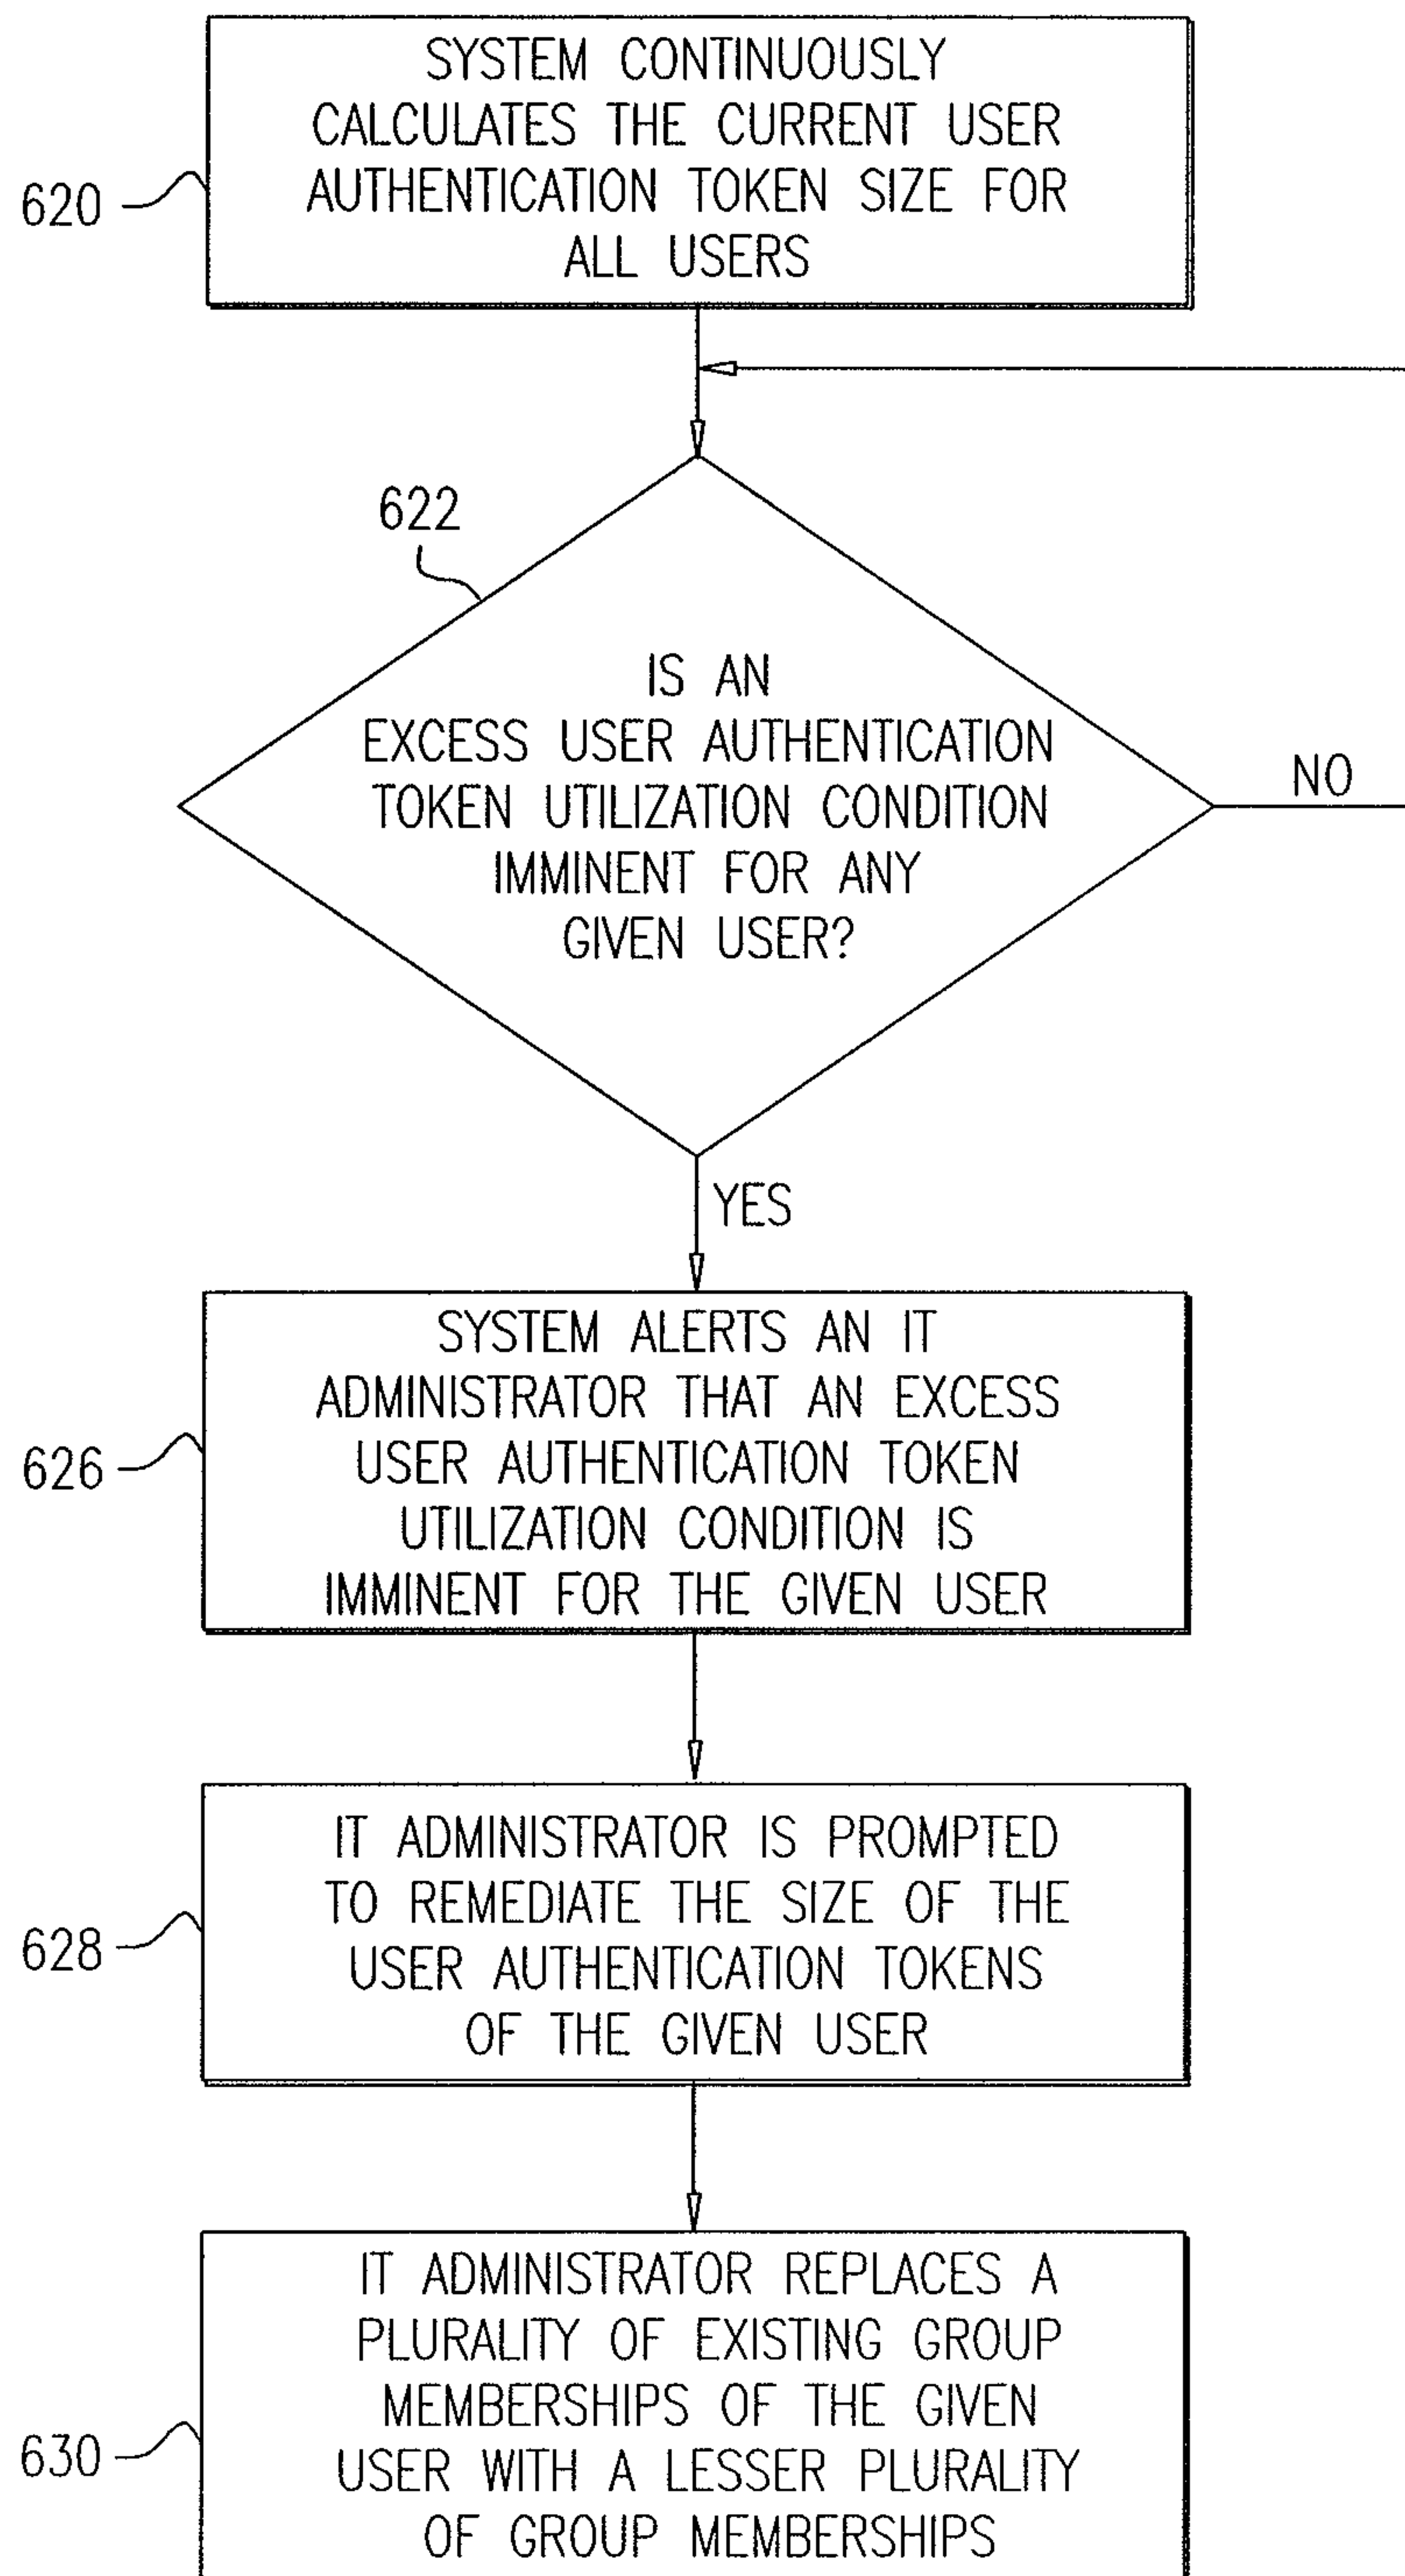 SYSTEM CONTINUOUSLY
CALCULATES THE CURRENT USER
AUTHENTICATION TOKEN SIZE FOR
ALL USERS
620
622
IS AN
EXCESS USER AUTHENTICATION
TOKEN UTILIZATION CONDITION
IMMINENT FOR ANY
GIVEN USER?
NO
YES
SYSTEM ALERTS AN IT
ADMINISTRATOR THAT AN EXCESS
USER AUTHENTICATION TOKEN
UTILIZATION CONDITION IS
IMMINENT FOR THE GIVEN USER
626
IT ADMINISTRATOR IS PROMPTED
TO REMEDIATE THE SIZE OF THE
USER AUTHENTICATION TOKENS
OF THE GIVEN USER
628
IT ADMINISTRATOR REPLACES A
PLURALITY OF EXISTING GROUP
MEMBERSHIPS OF THE GIVEN
USER WITH A LESSER PLURALITY
OF GROUP MEMBERSHIPS
630